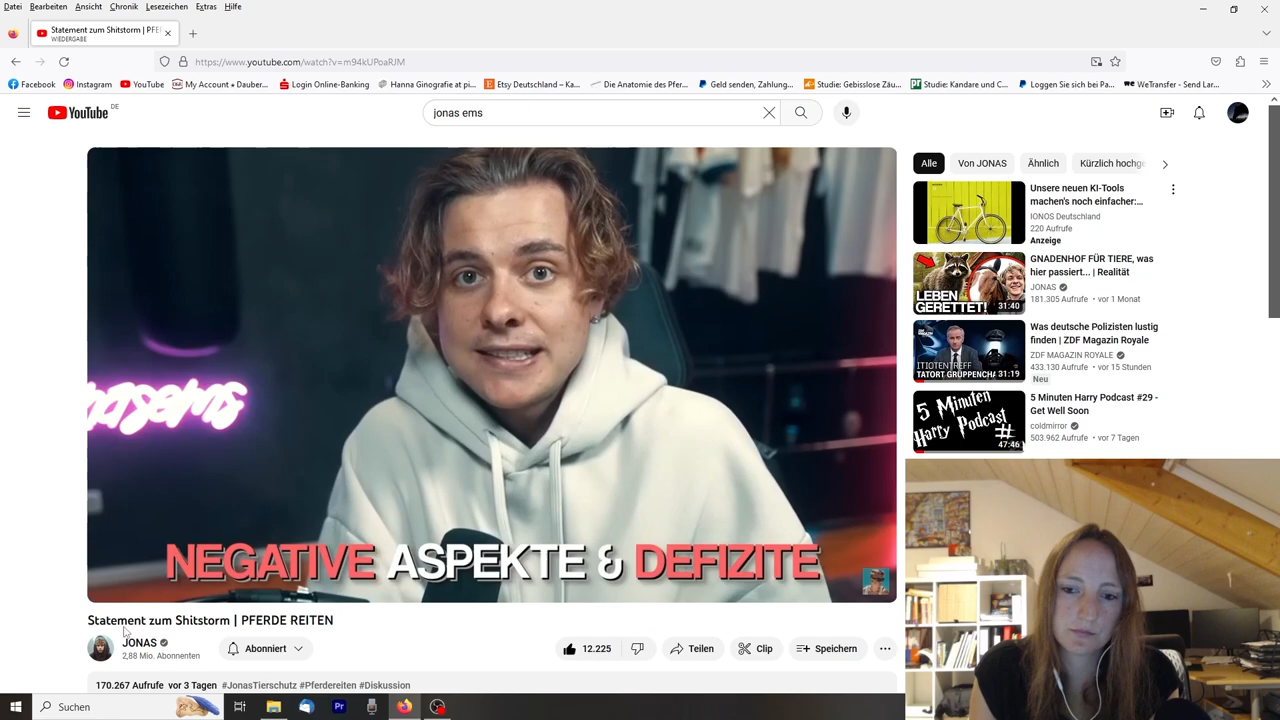 Datei Bearbeiten Ansicht Chronik Lesezeichen Extras Hilfe
Statement zum Shitstorm | PFE
WIEDERGABE
https://www.youtube.com/watch?v=m94kUPoaRJM
Facebook Instagram YouTube My Account • Dauber... Login Online-Banking Hanna Ginografie at pi... Etsy Deutschland – Ka... Die Anatomie des Pfer... Geld senden, Zahlung... Studie: Gebisslose Zäu... Studie: Kandare und C... Loggen Sie sich bei Pa... WeTransfer - Send Lar...
YouTube DE
jonas ems
Alle Von JONAS Ähnlich Kürzlich hochge
Unsere neuen KI-Tools
machen's noch einfacher:...
IONOS Deutschland
220 Aufrufe
Anzeige
LEBEN
GERETTET!
31:40
GNADENHOF FÜR TIERE, was
hier passiert... | Realität
JONAS
181.305 Aufrufe • vor 1 Monat
ITIOTENTREFF
TATORT GRUPPENCHA
31:19
Was deutsche Polizisten lustig
finden | ZDF Magazin Royale
ZDF MAGAZIN ROYALE
433.130 Aufrufe • vor 15 Stunden
Neu
5 Minuten
Harry Podcast
#
47:46
5 Minuten Harry Podcast #29 -
Get Well Soon
coldmirror
503.962 Aufrufe • vor 7 Tagen
NEGATIVE ASPEKTE & DEFIZITE
Statement zum Shitstorm | PFERDE REITEN
JONAS
2,88 Mio. Abonnenten
Abonniert
12.225
Teilen
Clip
Speichern
170.267 Aufrufe vor 3 Tagen #JonasTierschutz #Pferdereiten #Diskussion
Suchen
Pr